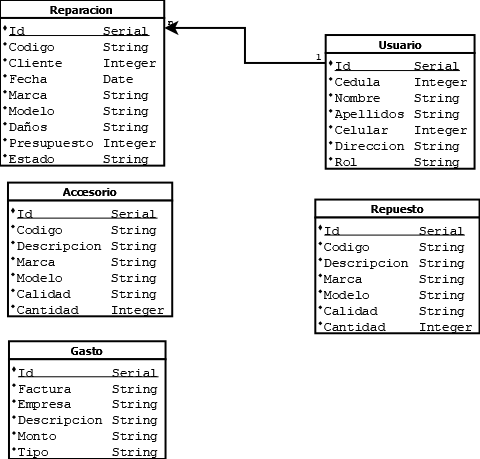 Reparacion
Id Serial
Codigo String
Cliente Integer
Fecha Date
Marca String
Modelo String
Daños String
Presupuesto Integer
Estado String
n
1
Usuario
Id Serial
Cedula Integer
Nombre String
Apellidos String
Celular Integer
Direccion String
Rol String
Accesorio
Id Serial
Codigo String
Descripcion String
Marca String
Modelo String
Calidad String
Cantidad Integer
Repuesto
Id Serial
Codigo String
Descripcion String
Marca String
Modelo String
Calidad String
Cantidad Integer
Gasto
Id Serial
Factura String
Empresa String
Descripcion String
Monto String
Tipo String